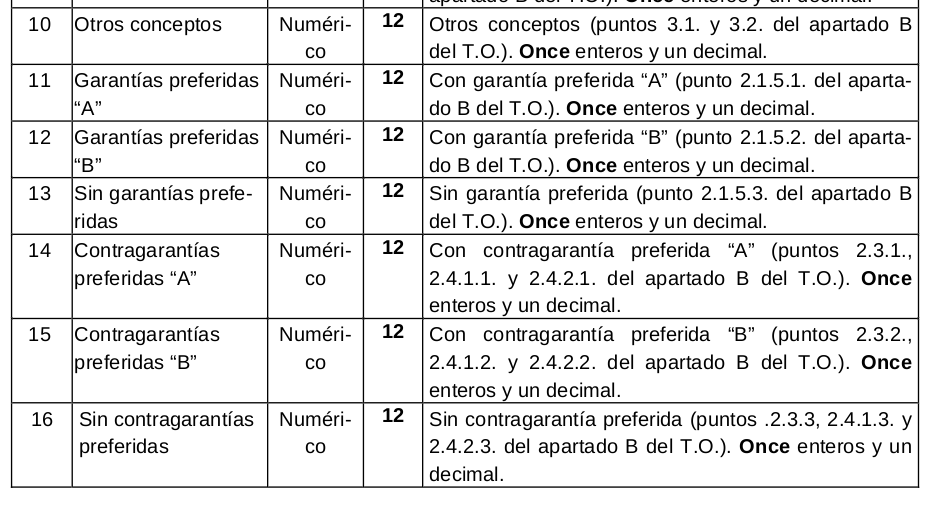 apartado B del T.O.). Once enteros y un decimal.
10 Otros conceptos Numéri- 12 Otros conceptos (puntos 3.1. y 3.2. del apartado B
co del T.O.). Once enteros y un decimal.
11 Garantías preferidas Numéri- 12 Con garantía preferida “A” (punto 2.1.5.1. del aparta-
“A” co do B del T.O.). Once enteros y un decimal.
12 Garantías preferidas Numéri- 12 Con garantía preferida “B” (punto 2.1.5.2. del aparta-
“B” co do B del T.O.). Once enteros y un decimal.
13 Sin garantías prefe- Numéri- 12 Sin garantía preferida (punto 2.1.5.3. del apartado B
ridas co del T.O.). Once enteros y un decimal.
14 Contragarantías Numéri- 12 Con contragarantía preferida “A” (puntos 2.3.1.,
preferidas “A” co 2.4.1.1. y 2.4.2.1. del apartado B del T.O.). Once
enteros y un decimal.
15 Contragarantías Numéri- 12 Con contragarantía preferida “B” (puntos 2.3.2.,
preferidas “B” co 2.4.1.2. y 2.4.2.2. del apartado B del T.O.). Once
enteros y un decimal.
16 Sin contragarantías Numéri- 12 Sin contragarantía preferida (puntos .2.3.3, 2.4.1.3. y
preferidas co 2.4.2.3. del apartado B del T.O.). Once enteros y un
decimal.